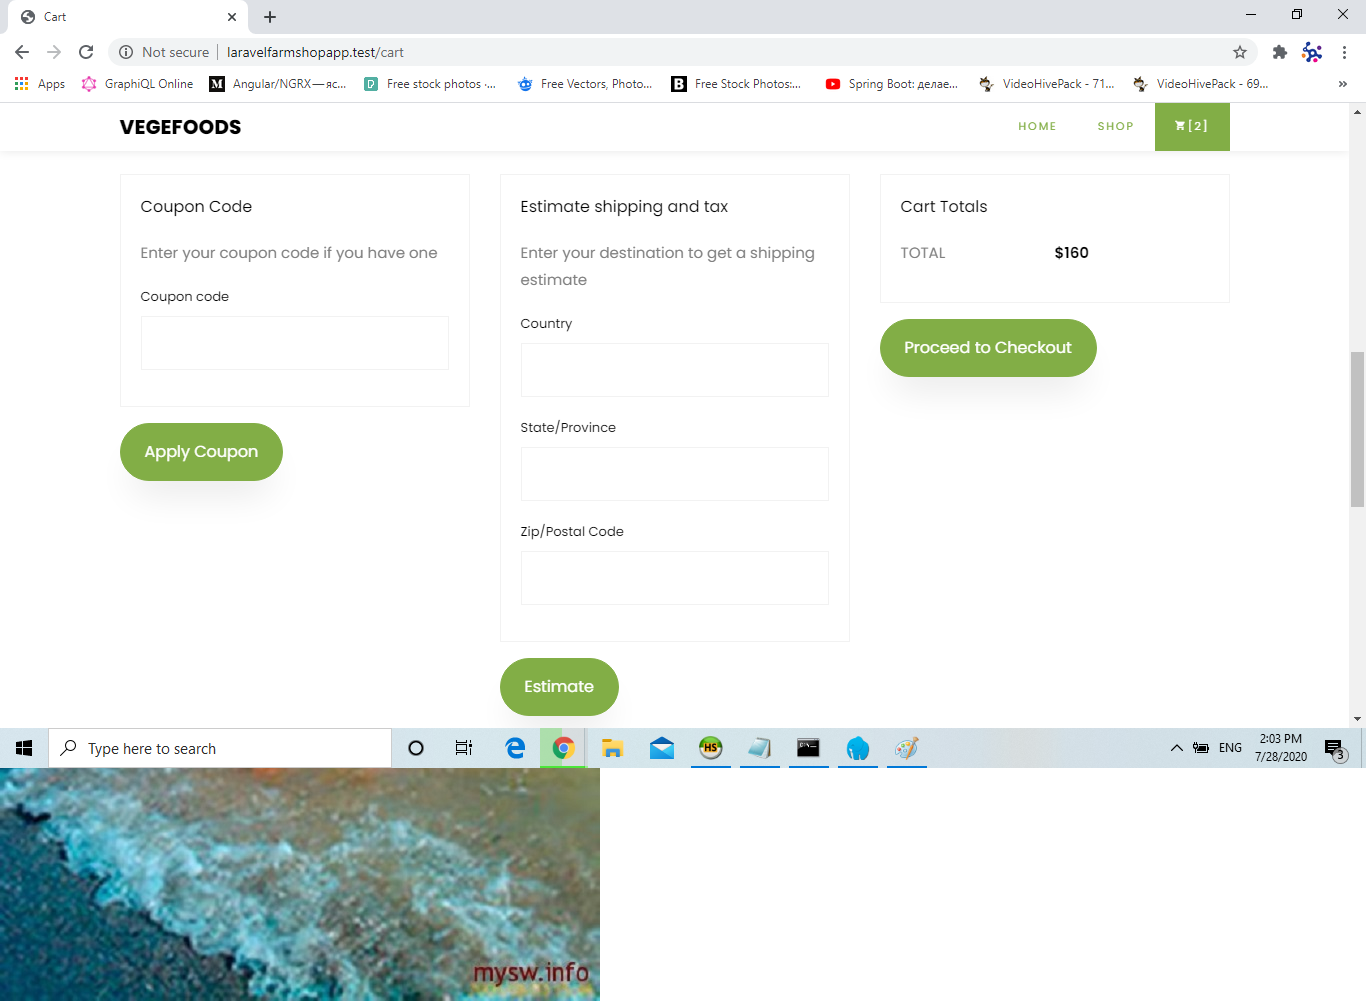 Cart
Not secure | laravelfarmshopapp.test/cart
Apps GraphiQL Online Angular/NGRX — яс... Free stock photos ·... Free Vectors, Photo... Free Stock Photos:... Spring Boot: делае... VideoHivePack - 71... VideoHivePack - 69... »
VEGEFOODS HOME SHOP [2]
Coupon Code
Enter your coupon code if you have one
Coupon code
Apply Coupon
Estimate shipping and tax
Enter your destination to get a shipping
estimate
Country
State/Province
Zip/Postal Code
Estimate
Cart Totals
TOTAL $160
Proceed to Checkout
Type here to search
HS
ENG
2:03 PM
7/28/2020
3
mysw.info